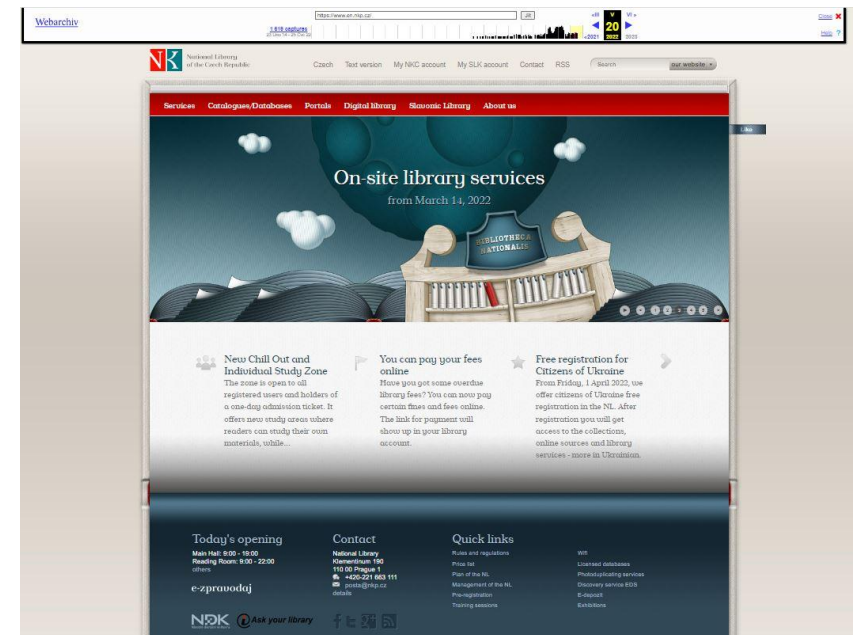 Webarchiv
https://www.en.nkp.cz/
Jít
«III V VI»
1 616 captures
20
«2021 2022 2023
Close
Help ?
National Library
of the Czech Republic
Czech Text version My NKC account My SLK account Contact RSS
Search our website
Services Catalogues/Databases Portals Digital library Slavonic Library About us
Like
On-site library services
from March 14, 2022
BIBLIOTHECA
NATIONALIS
New Chill Out and
Individual Study Zone
The zone is open to all
registered users and holders of
a one-day admission ticket. It
offers new study areas where
readers can study their own
materials, while...
You can pay your fees
online
Have you got some overdue
library fees? You can now pay
certain fines and fees online.
The link for payment will
show up in your library
account.
Free registration for
Citizens of Ukraine
From Friday, 1 April 2022, we
offer citizens of Ukraine free
registration in the NL. After
registration you will get
access to the collections,
online sources and library
services - more in Ukrainian.
Today's opening
Main Hall: 9:00 - 19:00
Reading Room: 9:00 - 22:00
others
e-zpravodaj
NDK Ask your library
Contact
National Library
Klementinum 190
110 00 Prague 1
+420-221 663 111
posta@nkp.cz
details
Quick links
Rules and regulations
Price list
Plan of the NL
Management of the NL
Pre-registration
Training sessions
Wifi
Licensed databases
Photoduplicating services
Discovery service EDS
E-deposit
Exhibitions